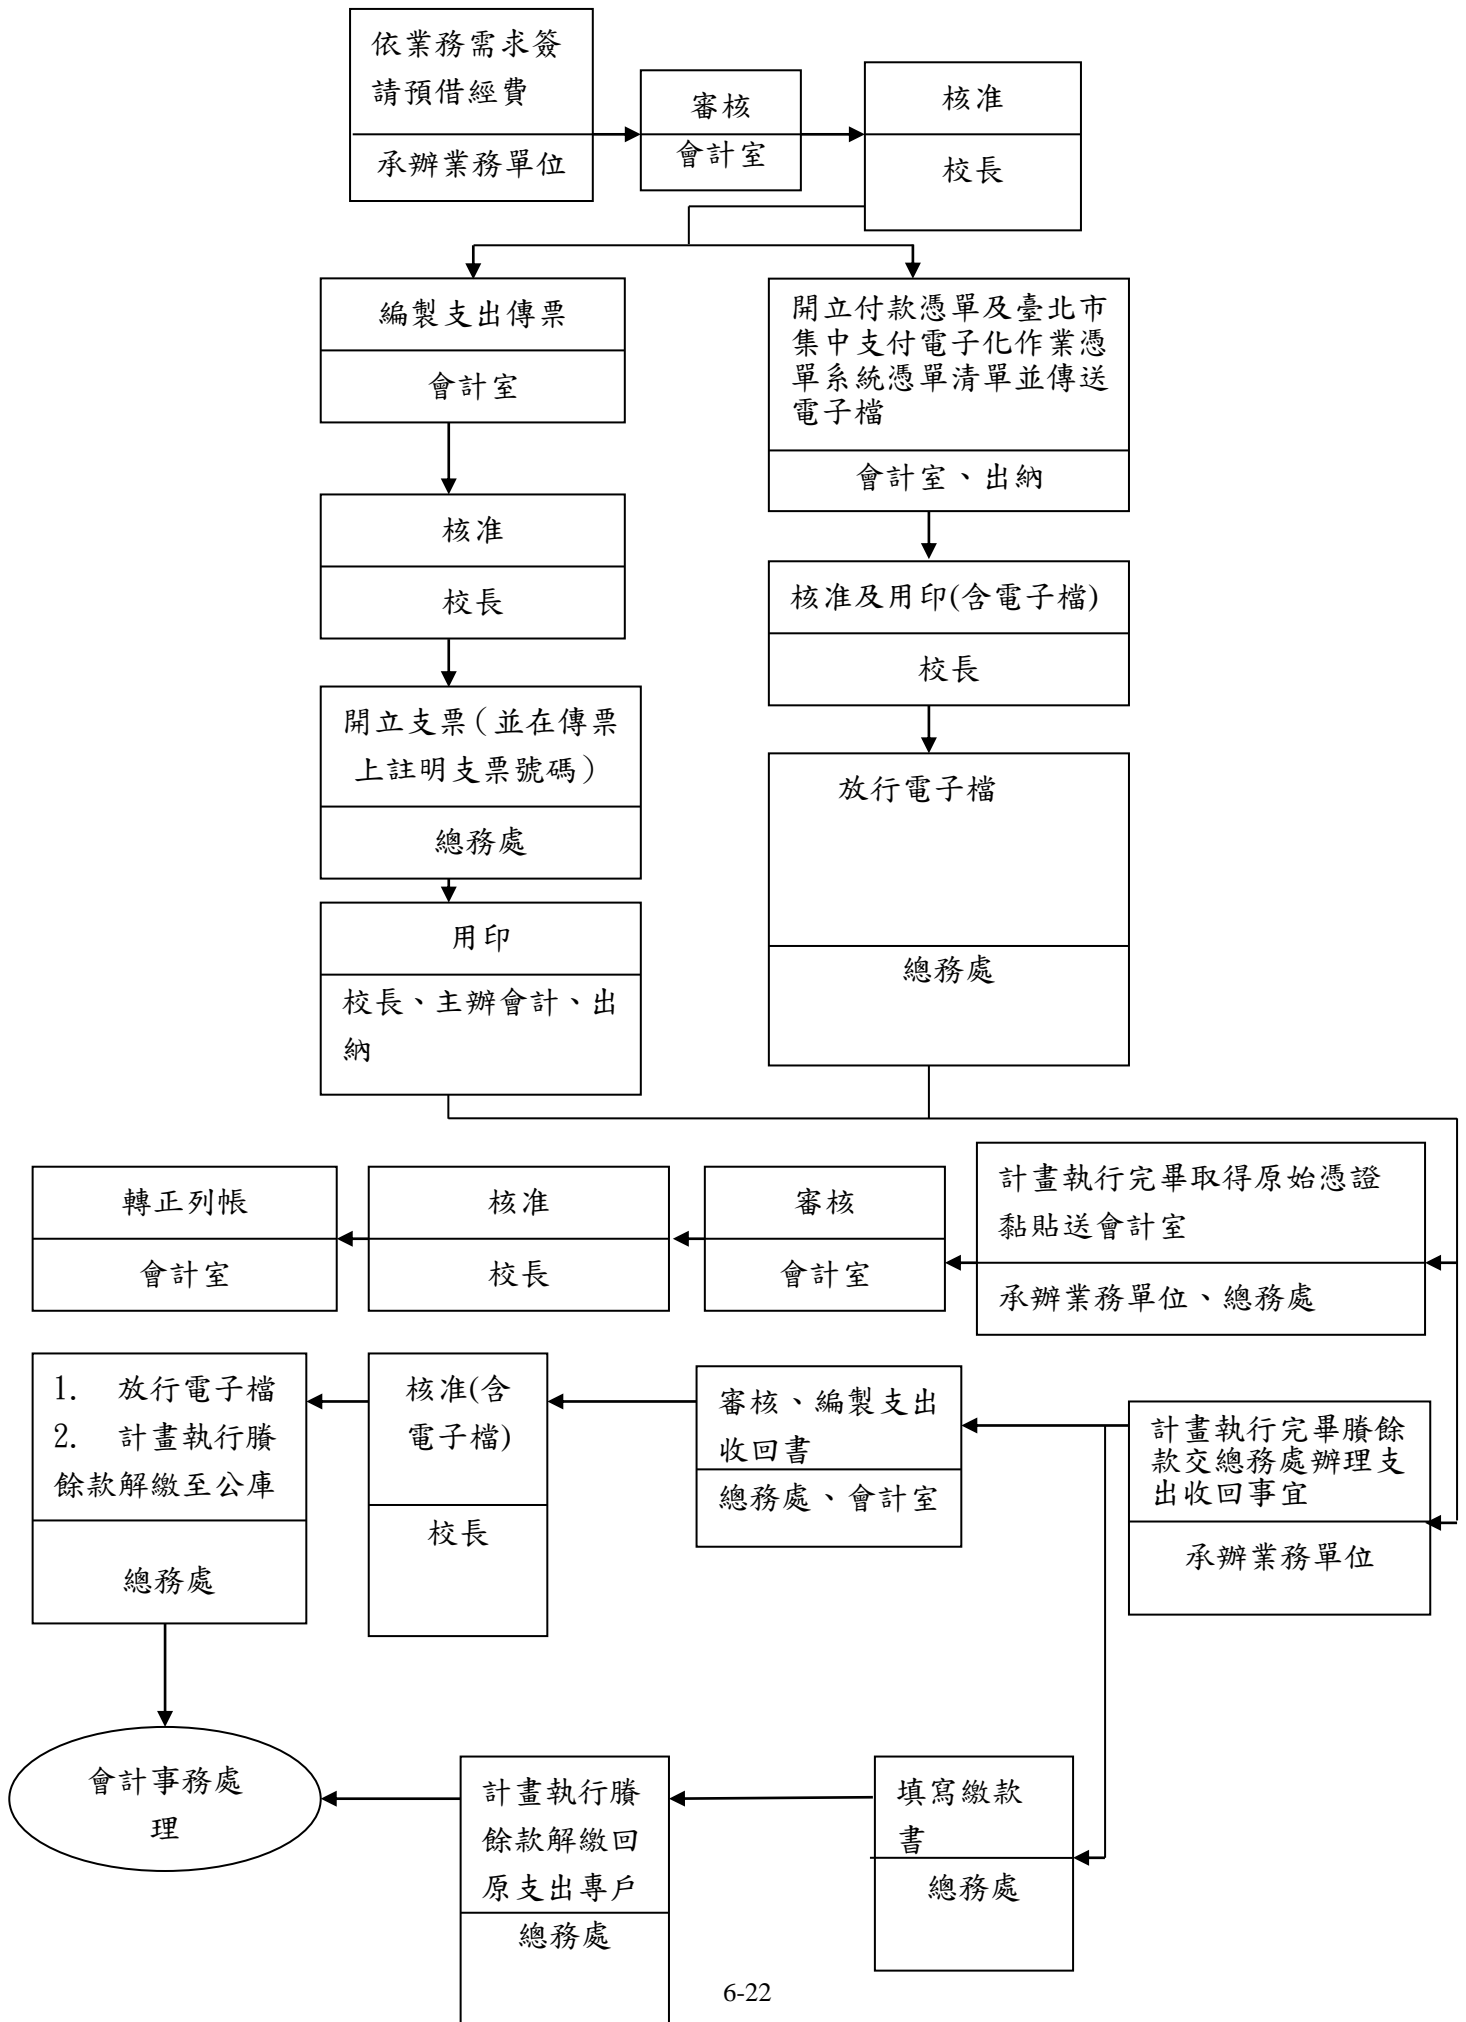 依業務需求簽
請預借經費
承辦業務單位
審核
會計室
核准
校長
編製支出傳票
會計室
開立付款憑單及臺北市
集中支付電子化作業憑
單系統憑單清單並傳送
電子檔
會計室、出納
核准
校長
核准及用印(含電子檔)
校長
開立支票（並在傳票
上註明支票號碼）
總務處
放行電子檔
總務處
用印
校長、主辦會計、出
納
計畫執行完畢取得原始憑證
黏貼送會計室
承辦業務單位、總務處
審核
會計室
核准
校長
轉正列帳
會計室
計畫執行完畢賸餘
款交總務處辦理支
出收回事宜
承辦業務單位
審核、編製支出
收回書
總務處、會計室
核准(含
電子檔)
校長
1. 放行電子檔
2. 計畫執行賸
餘款解繳至公庫
總務處
填寫繳款
書
總務處
計畫執行賸
餘款解繳回
原支出專戶
總務處
會計事務處
理
6-22